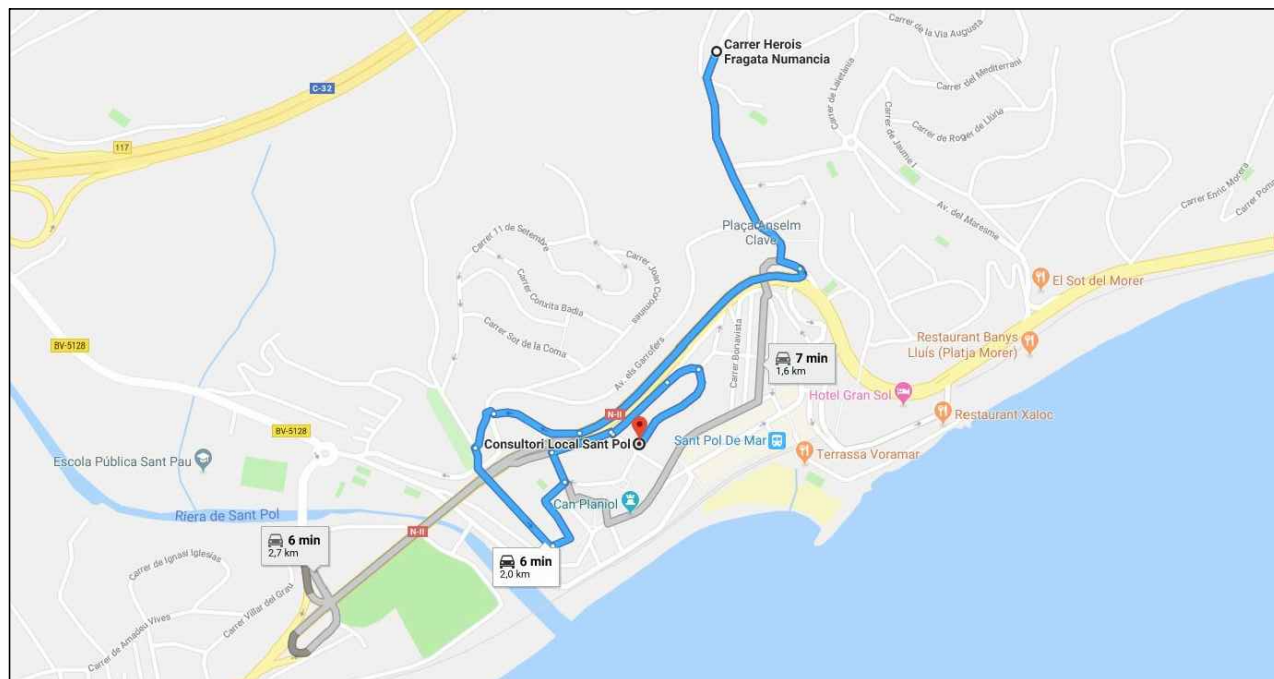 Carrer de la Via Augusta
Carrer Herois
Fragata Numancia
Carrer de Laietània
Carrer del Mediterrani
C-32
Carrer de Roger de Llúria
Carrer de Jaume I
117
Carrer Enric Morera
Av. del Maresme
Plaça Anselm
Clavé
Carrer 11 de Setembre
Carrer Joan Coromines
El Sot del Morer
Carrer Conxita Badia
Restaurant Banys
Lluís (Platja Morer)
BV-5128
Carrer Sot de la Coma
Av. els Garrofers
Carrer Bonavista
7 min
1,6 km
Hotel Gran Sol
N-II
Restaurant Xaloc
BV-5128
Consultori Local Sant Pol
Sant Pol De Mar
Escola Pública Sant Pau
Terrassa Voramar
Can Planiol
Riera de Sant Pol
N-II
6 min
2,7 km
6 min
2,0 km
Carrer de Ignasi Iglesias
Carrer Villar del Grau
Carrer de Amadeu Vives